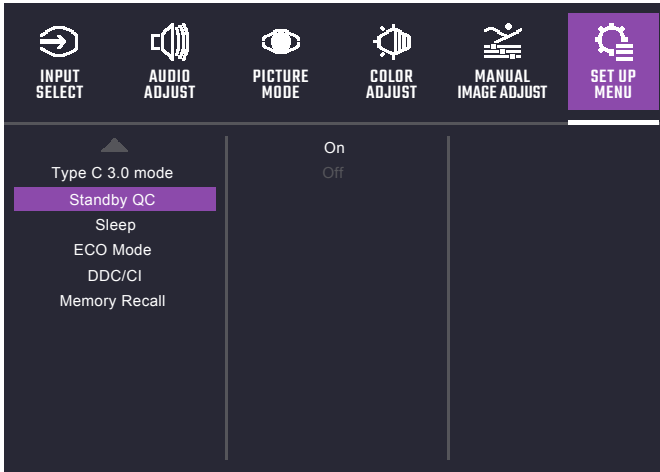 INPUT
SELECT
AUDIO
ADJUST
PICTURE
MODE
COLOR
ADJUST
MANUAL
IMAGE ADJUST
SET UP
MENU
Type C 3.0 mode
Standby QC
Sleep
ECO Mode
DDC/CI
Memory Recall
On
Off